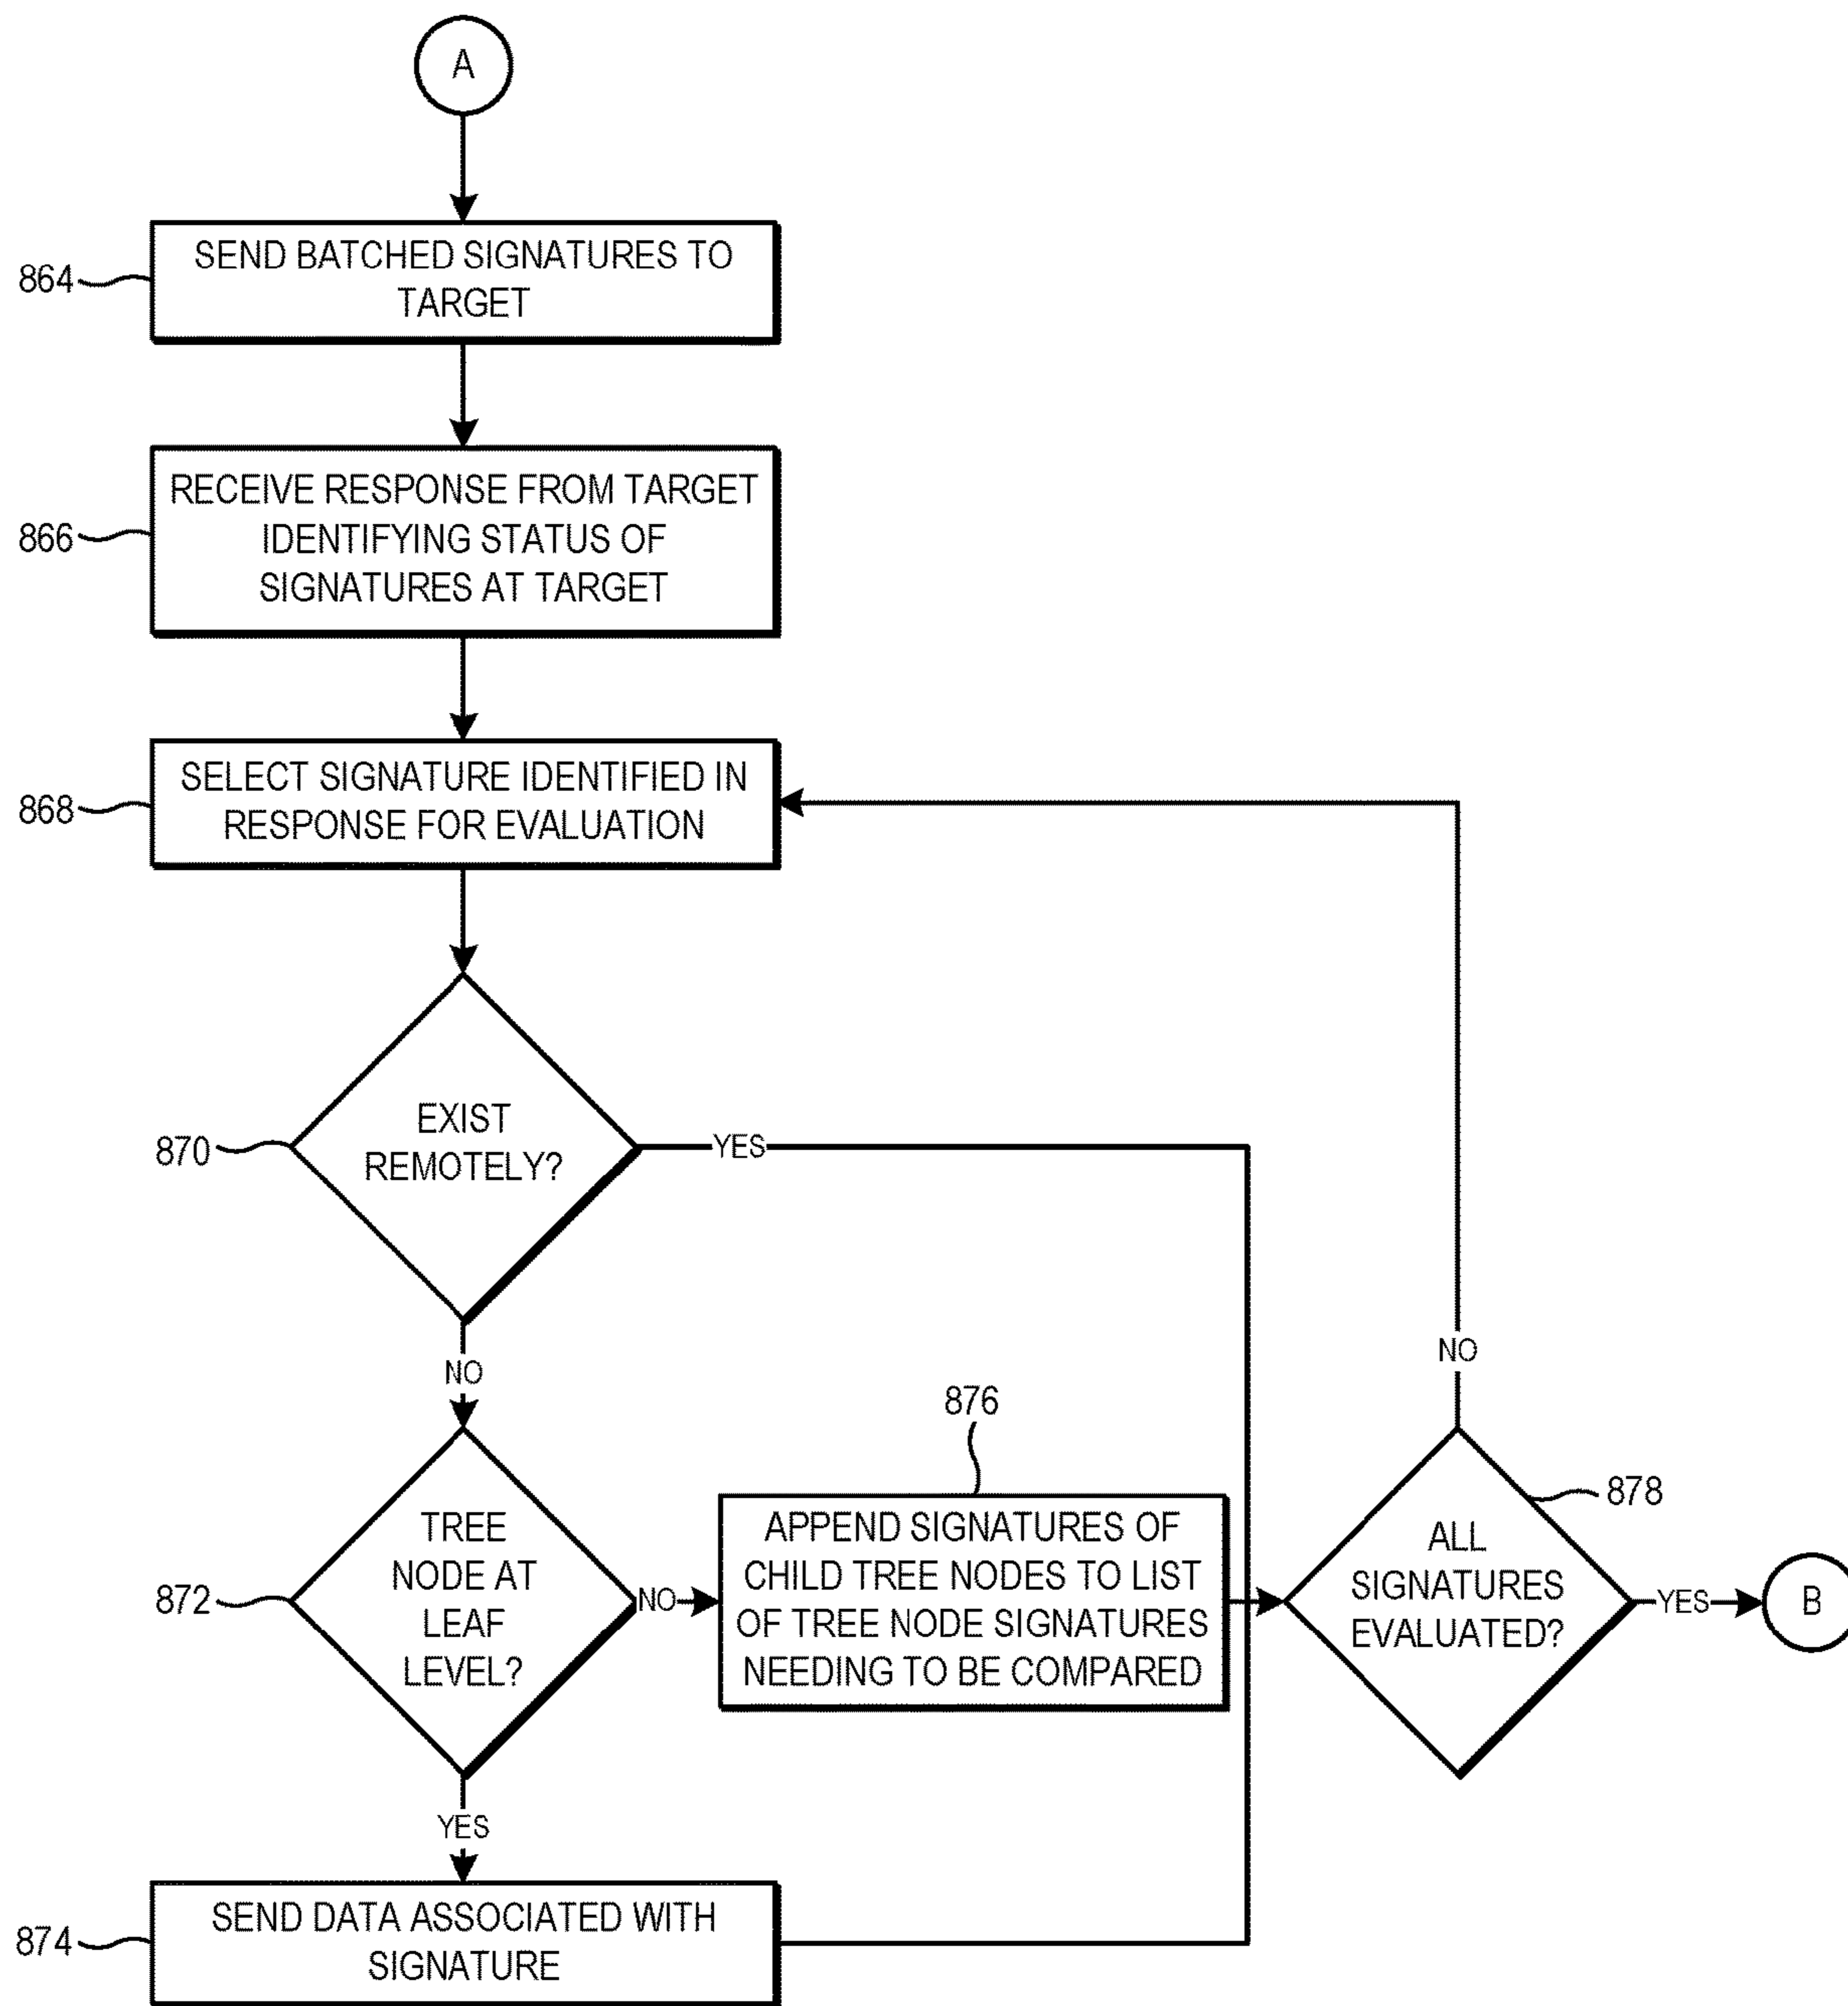 A
864
SEND BATCHED SIGNATURES TO
TARGET
866
RECEIVE RESPONSE FROM TARGET
IDENTIFYING STATUS OF
SIGNATURES AT TARGET
868
SELECT SIGNATURE IDENTIFIED IN
RESPONSE FOR EVALUATION
870
EXIST
REMOTELY?
YES
NO
872
TREE
NODE AT
LEAF
LEVEL?
NO
876
APPEND SIGNATURES OF
CHILD TREE NODES TO LIST
OF TREE NODE SIGNATURES
NEEDING TO BE COMPARED
NO
878
ALL
SIGNATURES
EVALUATED?
YES
B
YES
874
SEND DATA ASSOCIATED WITH
SIGNATURE